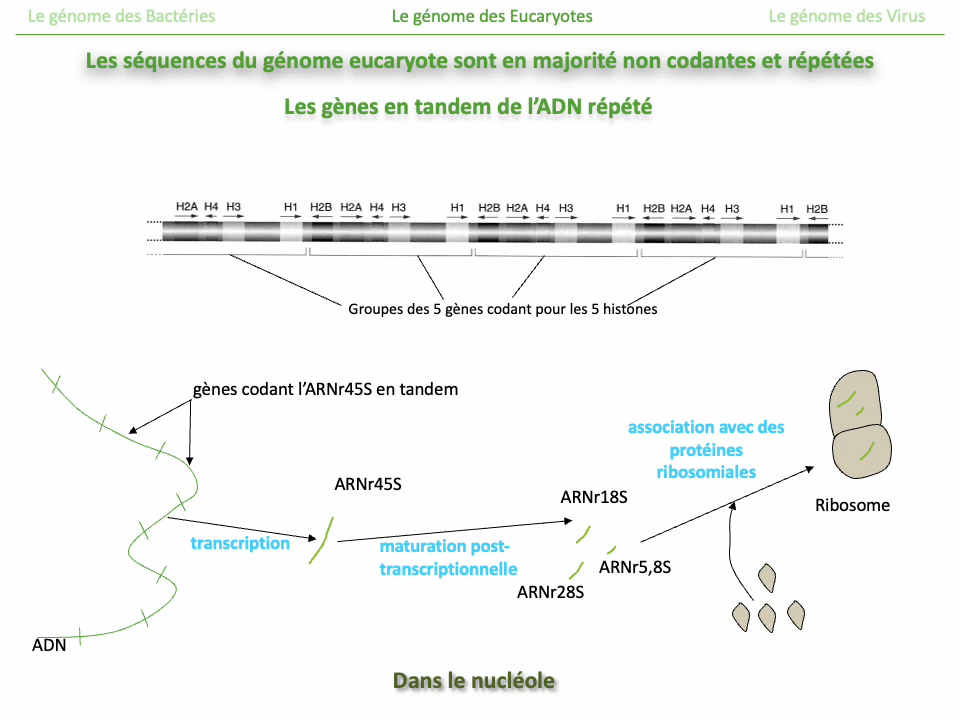 Le génome des Bactéries Le génome des Eucaryotes Le génome des Virus
Les séquences du génome eucaryote sont en majorité non codantes et répétées
Les gènes en tandem de l'ADN répété
H2A H4 H3 H1 H2B H2A H4 H3 H1 H2B H2A H4 H3 H1 H2B H2A H4 H3 H1 H2B
Groupes des 5 gènes codant pour les 5 histones
gènes codant l'ARNr45S en tandem
association avec des
protéines
ribosomiales
ARNr45S
ARNr18S
Ribosome
transcription
maturation post-
transcriptionnelle
ARNr5,8S
ARNr28S
ADN
Dans le nucléole